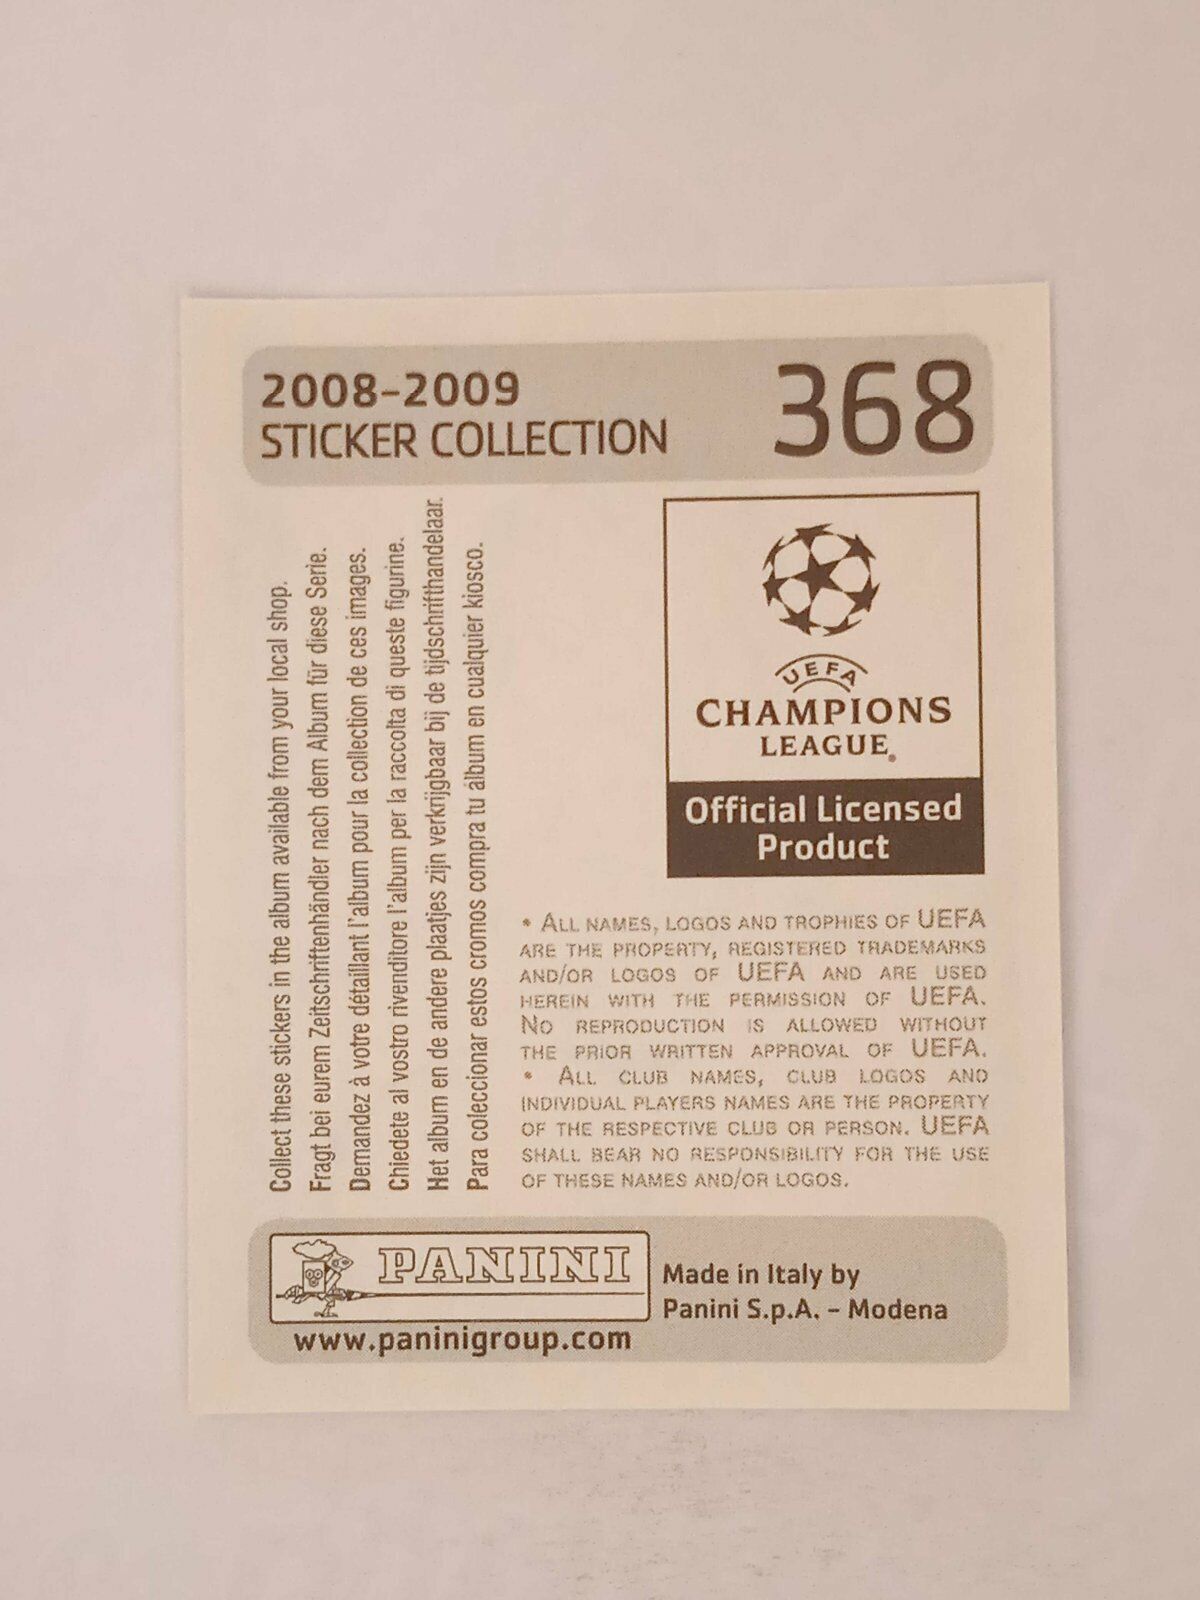 2008-2009
STICKER COLLECTION
368
Collect these stickers in the album available from your local shop.
Fragt bei eurem Zeitschriftenhändler nach dem Album für diese Serie.
Demandez à votre détaillant l'album pour la collection de ces images.
Chiedete al vostro rivenditore l'album per la raccolta di queste figurine.
Het album en de andere plaatjes zijn verkrijgbaar bij de tijdschrifthandelaar.
Para coleccionar estos cromos compra tu álbum en cualquier kiosco.
UEFA
CHAMPIONS
LEAGUE
Official Licensed
Product
• ALL NAMES, LOGOS AND TROPHIES OF UEFA
ARE THE PROPERTY, REGISTERED TRADEMARKS
AND/OR LOGOS OF UEFA AND ARE USED
HEREIN WITH THE PERMISSION OF UEFA.
NO REPRODUCTION IS ALLOWED WITHOUT
THE PRIOR WRITTEN APPROVAL OF UEFA.
• ALL CLUB NAMES, CLUB LOGOS AND
INDIVIDUAL PLAYERS NAMES ARE THE PROPERTY
OF THE RESPECTIVE CLUB OR PERSON. UEFA
SHALL BEAR NO RESPONSIBILITY FOR THE USE
OF THESE NAMES AND/OR LOGOS.
PANINI
www.paninigroup.com
Made in Italy by
Panini S.p.A. - Modena